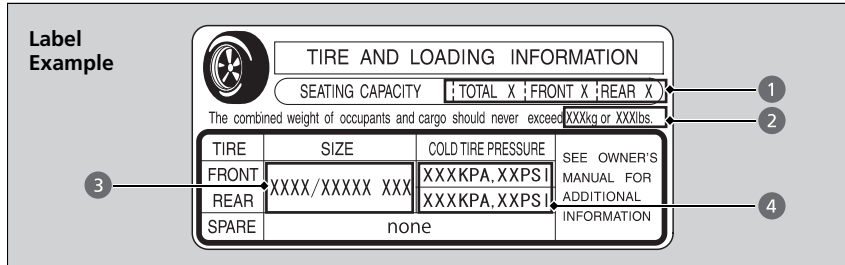 Label
Example
TIRE AND LOADING INFORMATION
SEATING CAPACITY TOTAL X FRONT X REAR X
1
The combined weight of occupants and cargo should never exceed XXXkg or XXXlbs.
2
TIRE SIZE COLD TIRE PRESSURE SEE OWNER'S
MANUAL FOR
ADDITIONAL
INFORMATION
FRONT XXXX/XXXXX XXX XXXKPA, XXPSI
3
REAR XXXKPA, XXPSI
4
SPARE none